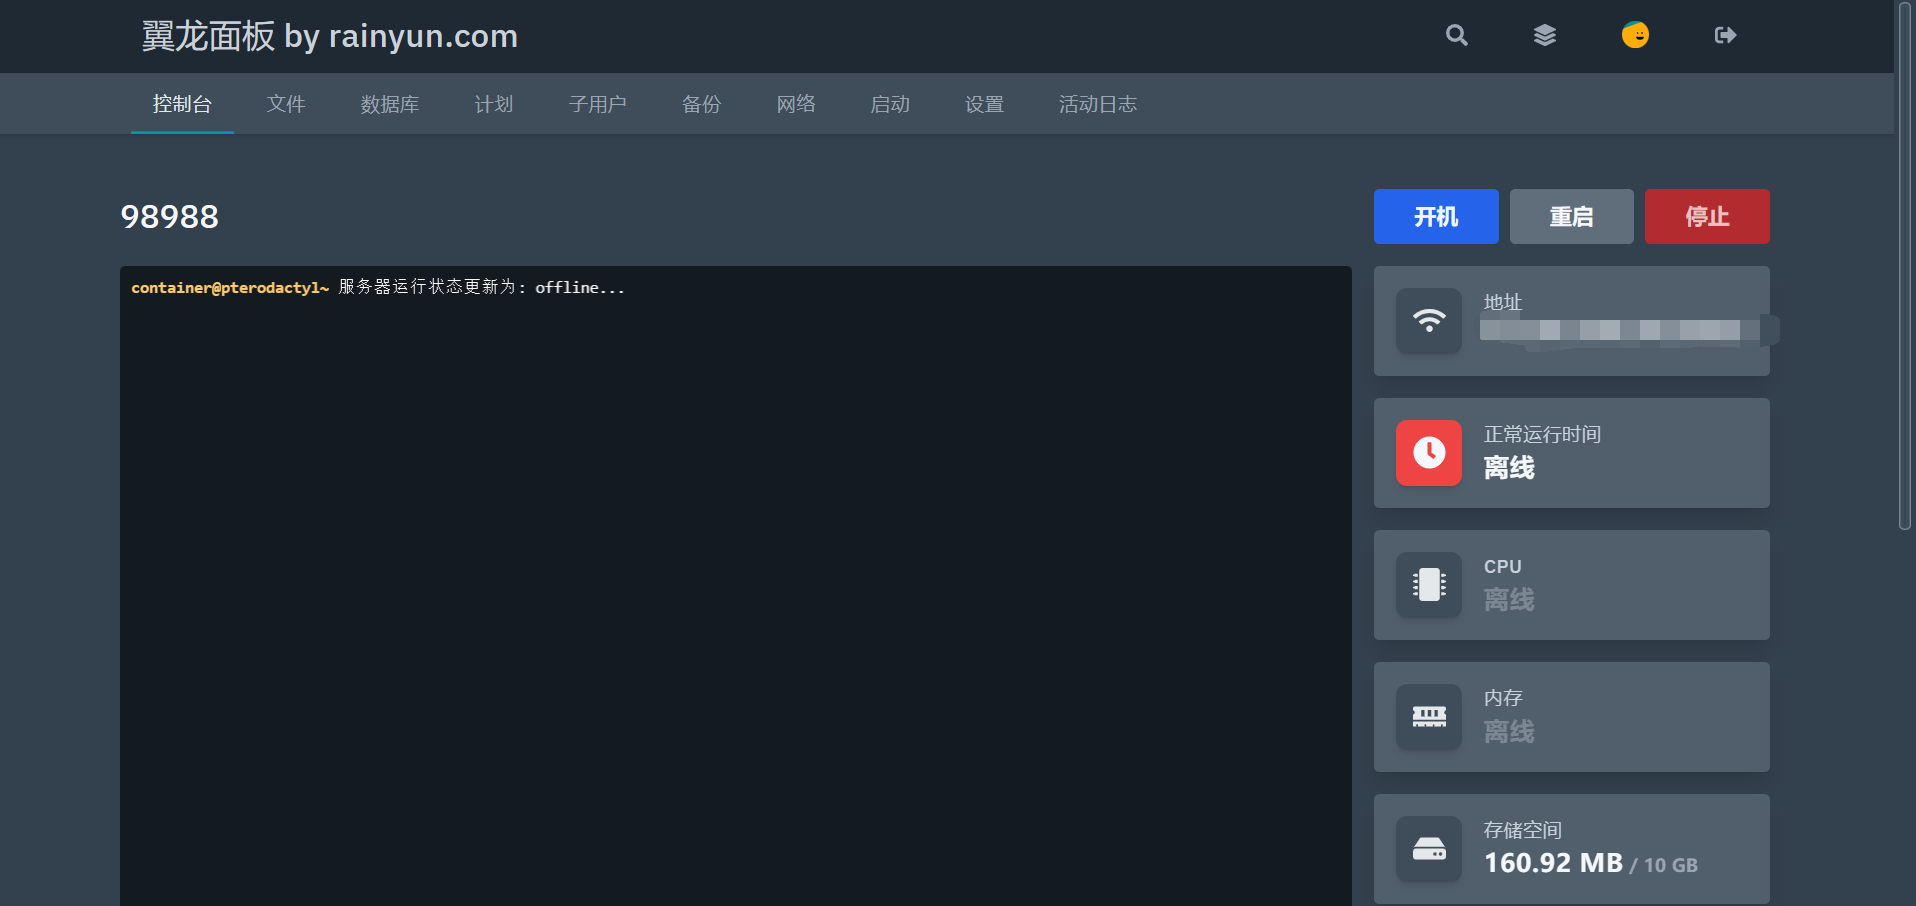 翼龙面板 by rainyun.com
控制台 文件 数据库 计划 子用户 备份 网络 启动 设置 活动日志
98988
开机 重启 停止
container@pterodactyl~ 服务器运行状态更新为: offline...
地址
正常运行时间
离线
CPU
离线
内存
离线
存储空间
160.92 MB / 10 GB